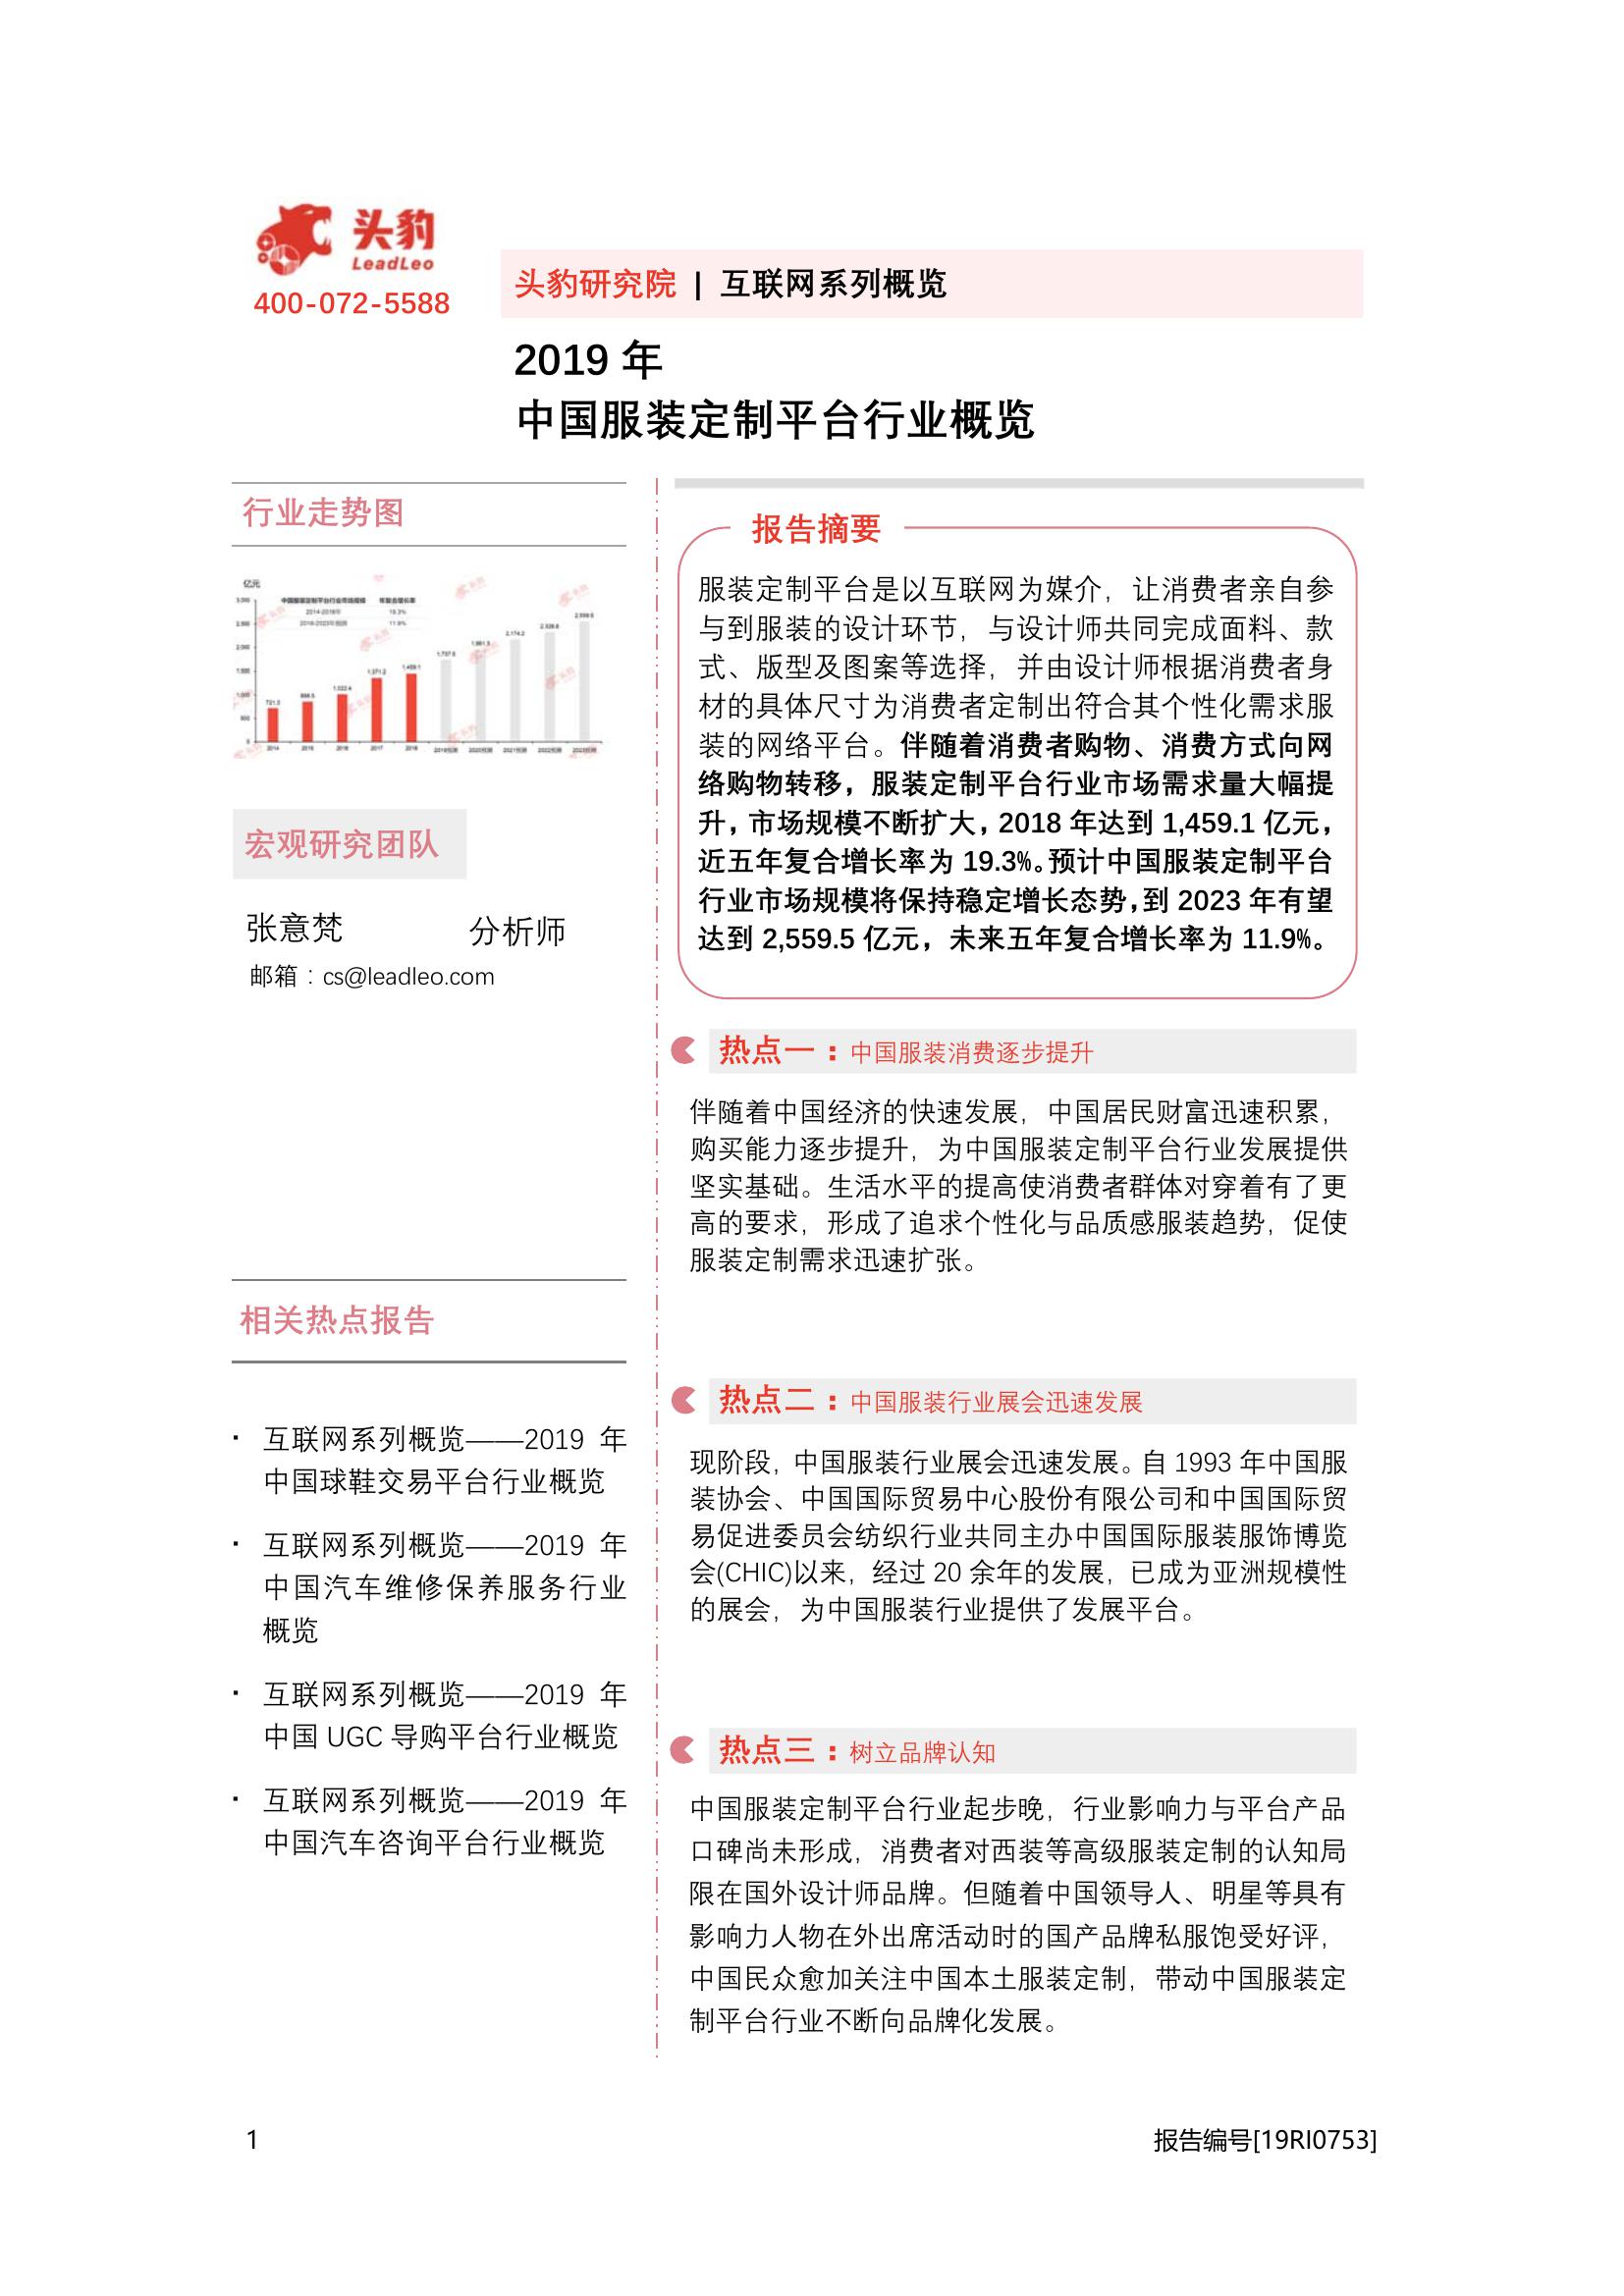 头豹
LeadLeo
400-072-5588
头豹研究院 | 互联网系列概览
2019 年
中国服装定制平台行业概览
行业走势图
亿元
中国服装定制平台行业市场规模 年复合增长率
2014-2018年 19.3%
2018-2023年预测 11.9%
3,000
2,500
2,000
1,500
1,000
500
0
721.3
1,022.4
1,371.2
1,459.1
1,737.5
2,174.2
2,559.5
2014 2015 2016 2017 2018 2019预测 2020预测 2021预测 2022预测 2023预测
宏观研究团队
张意梵 分析师
邮箱：cs@leadleo.com
相关热点报告
· 互联网系列概览——2019 年
中国球鞋交易平台行业概览
· 互联网系列概览——2019 年
中国汽车维修保养服务行业
概览
· 互联网系列概览——2019 年
中国 UGC 导购平台行业概览
· 互联网系列概览——2019 年
中国汽车咨询平台行业概览
报告摘要
服装定制平台是以互联网为媒介，让消费者亲自参
与到服装的设计环节，与设计师共同完成面料、款
式、版型及图案等选择，并由设计师根据消费者身
材的具体尺寸为消费者定制出符合其个性化需求服
装的网络平台。伴随着消费者购物、消费方式向网
络购物转移，服装定制平台行业市场需求量大幅提
升，市场规模不断扩大，2018 年达到 1,459.1 亿元，
近五年复合增长率为 19.3%。预计中国服装定制平台
行业市场规模将保持稳定增长态势，到 2023 年有望
达到 2,559.5 亿元，未来五年复合增长率为 11.9%。
热点一：中国服装消费逐步提升
伴随着中国经济的快速发展，中国居民财富迅速积累，
购买能力逐步提升，为中国服装定制平台行业发展提供
坚实基础。生活水平的提高使消费者群体对穿着有了更
高的要求，形成了追求个性化与品质感服装趋势，促使
服装定制需求迅速扩张。
热点二：中国服装行业展会迅速发展
现阶段，中国服装行业展会迅速发展。自 1993 年中国服
装协会、中国国际贸易中心股份有限公司和中国国际贸
易促进委员会纺织行业共同主办中国国际服装服饰博览
会(CHIC)以来，经过 20 余年的发展，已成为亚洲规模性
的展会，为中国服装行业提供了发展平台。
热点三：树立品牌认知
中国服装定制平台行业起步晚，行业影响力与平台产品
口碑尚未形成，消费者对西装等高级服装定制的认知局
限在国外设计师品牌。但随着中国领导人、明星等具有
影响力人物在外出席活动时的国产品牌私服饱受好评，
中国民众愈加关注中国本土服装定制，带动中国服装定
制平台行业不断向品牌化发展。
1
报告编号[19RI0753]